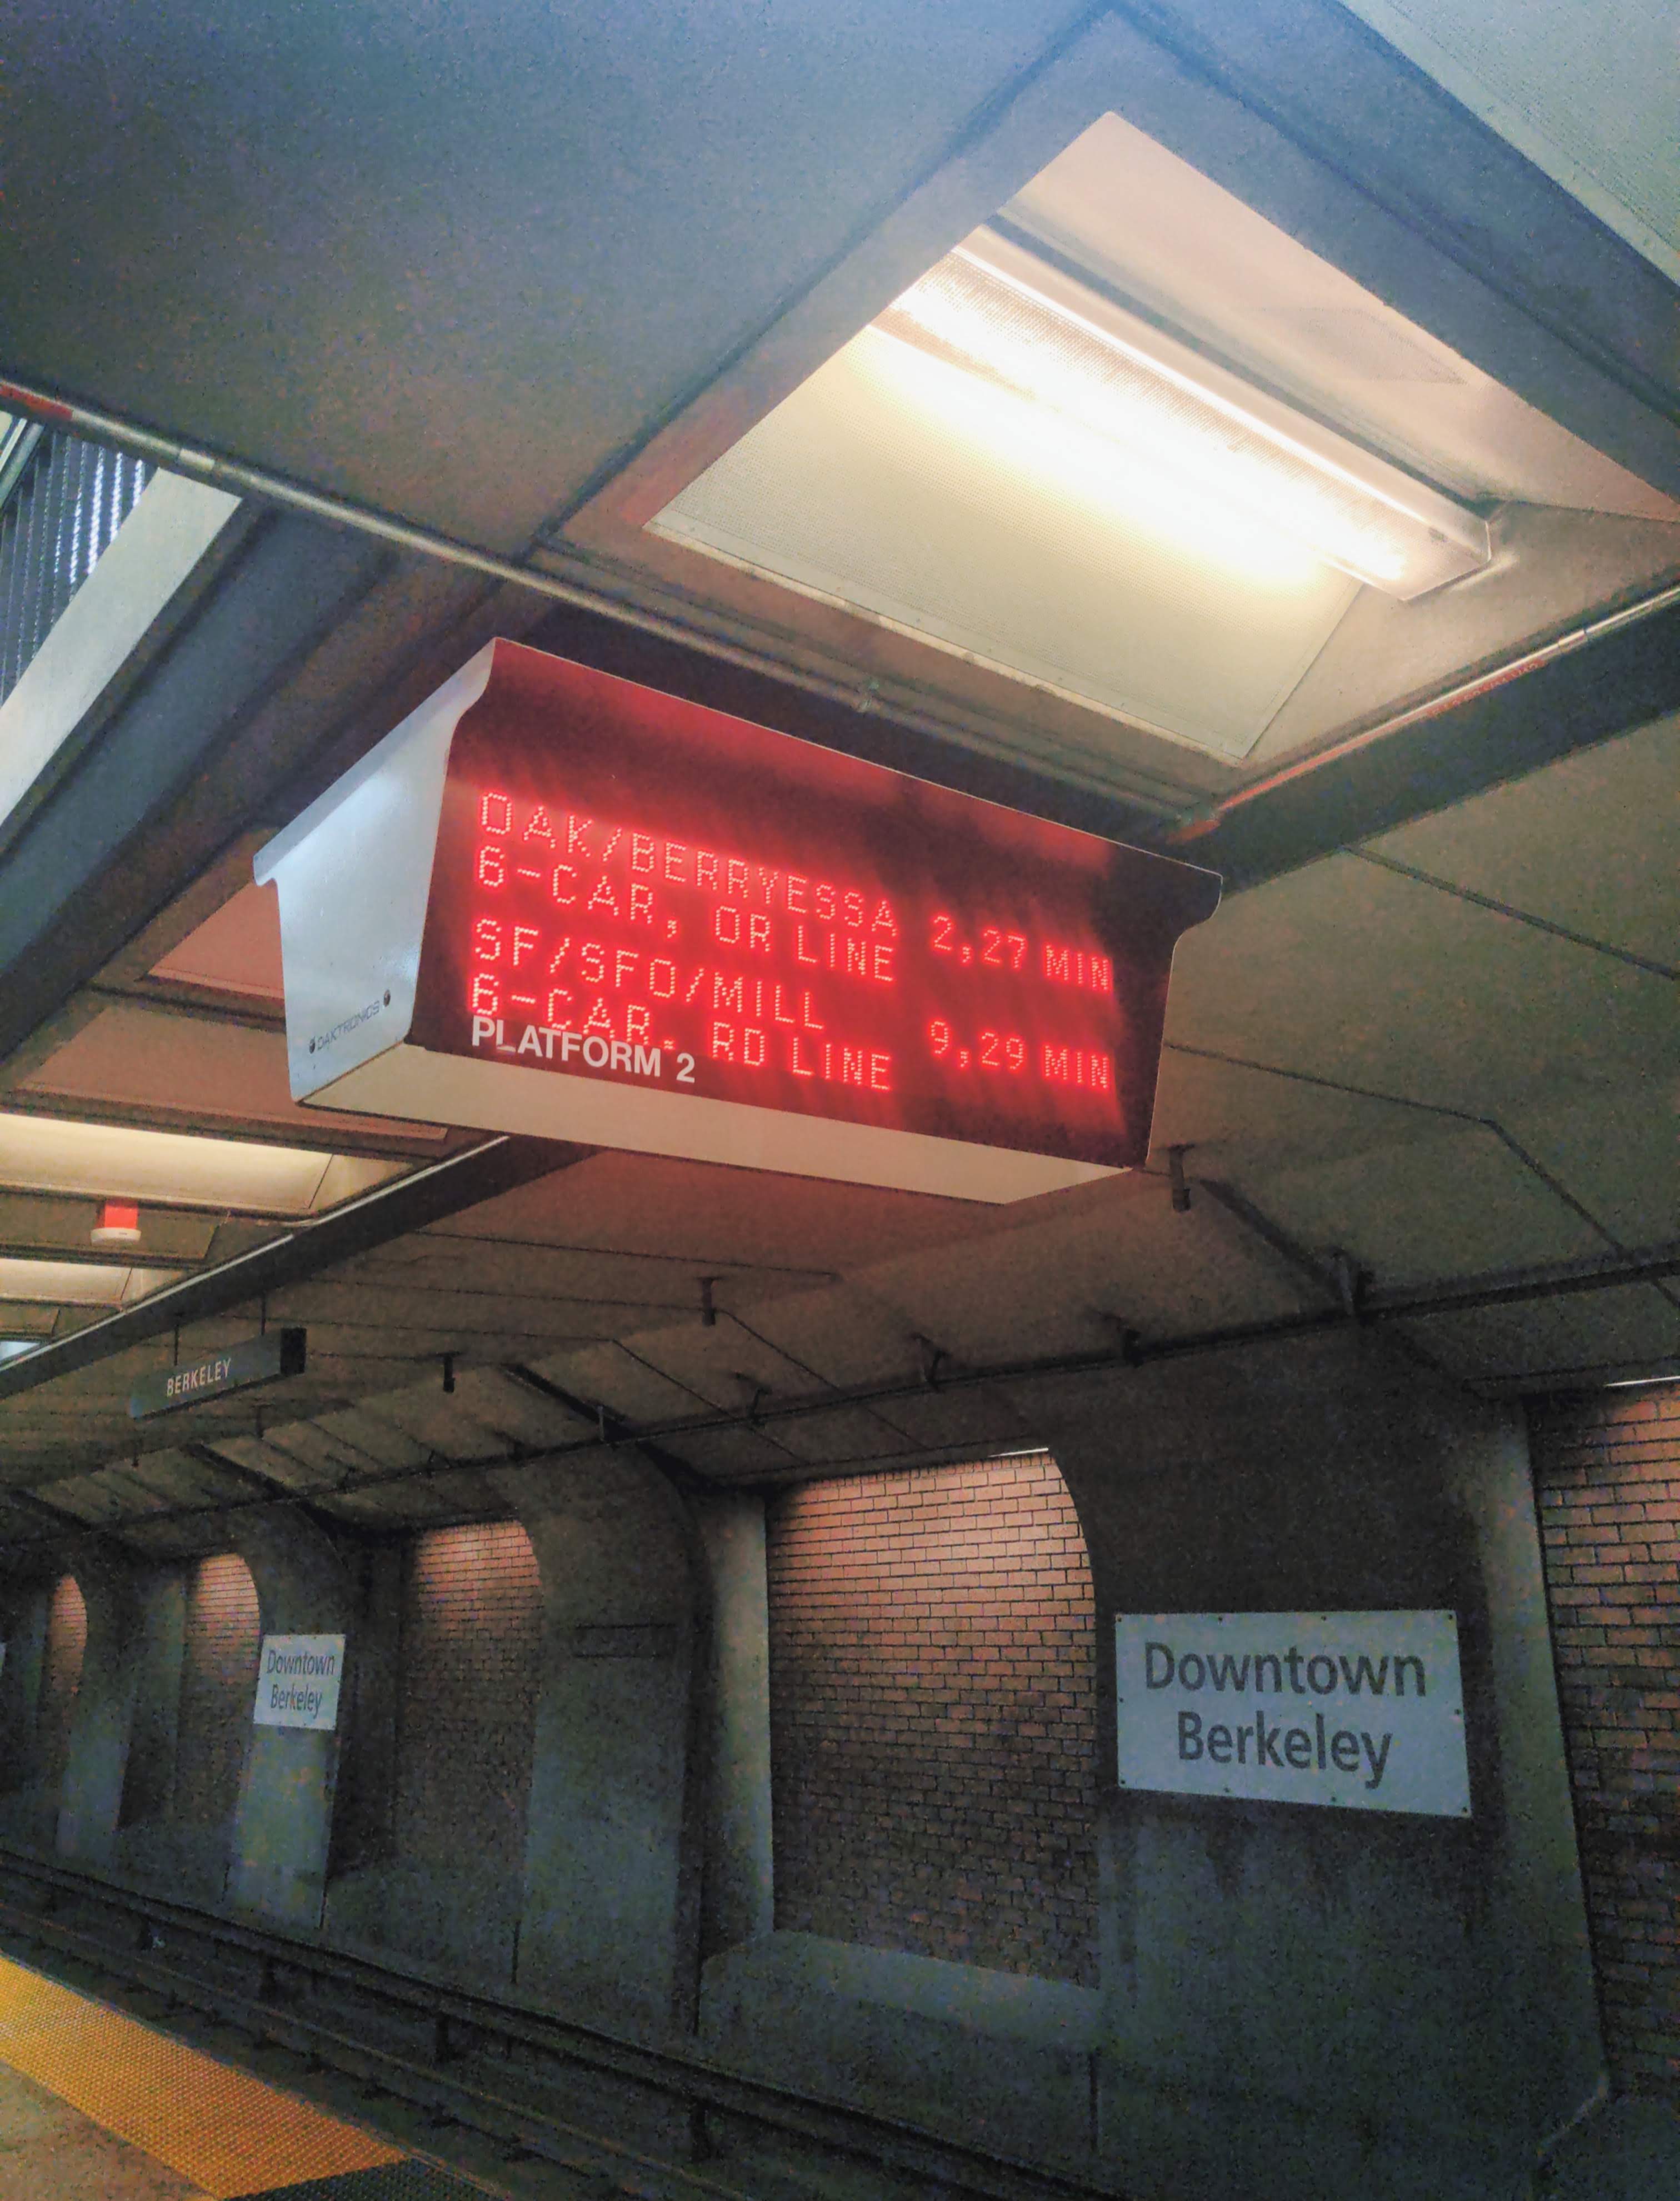 OAK/BERRYESSA 2,27 MIN
6-CAR, OR LINE
SF/SFO/MILL 9,29 MIN
6-CAR, RD LINE
PLATFORM 2
DAKTRONICS
BERKELEY
Downtown
Berkeley
Downtown
Berkeley